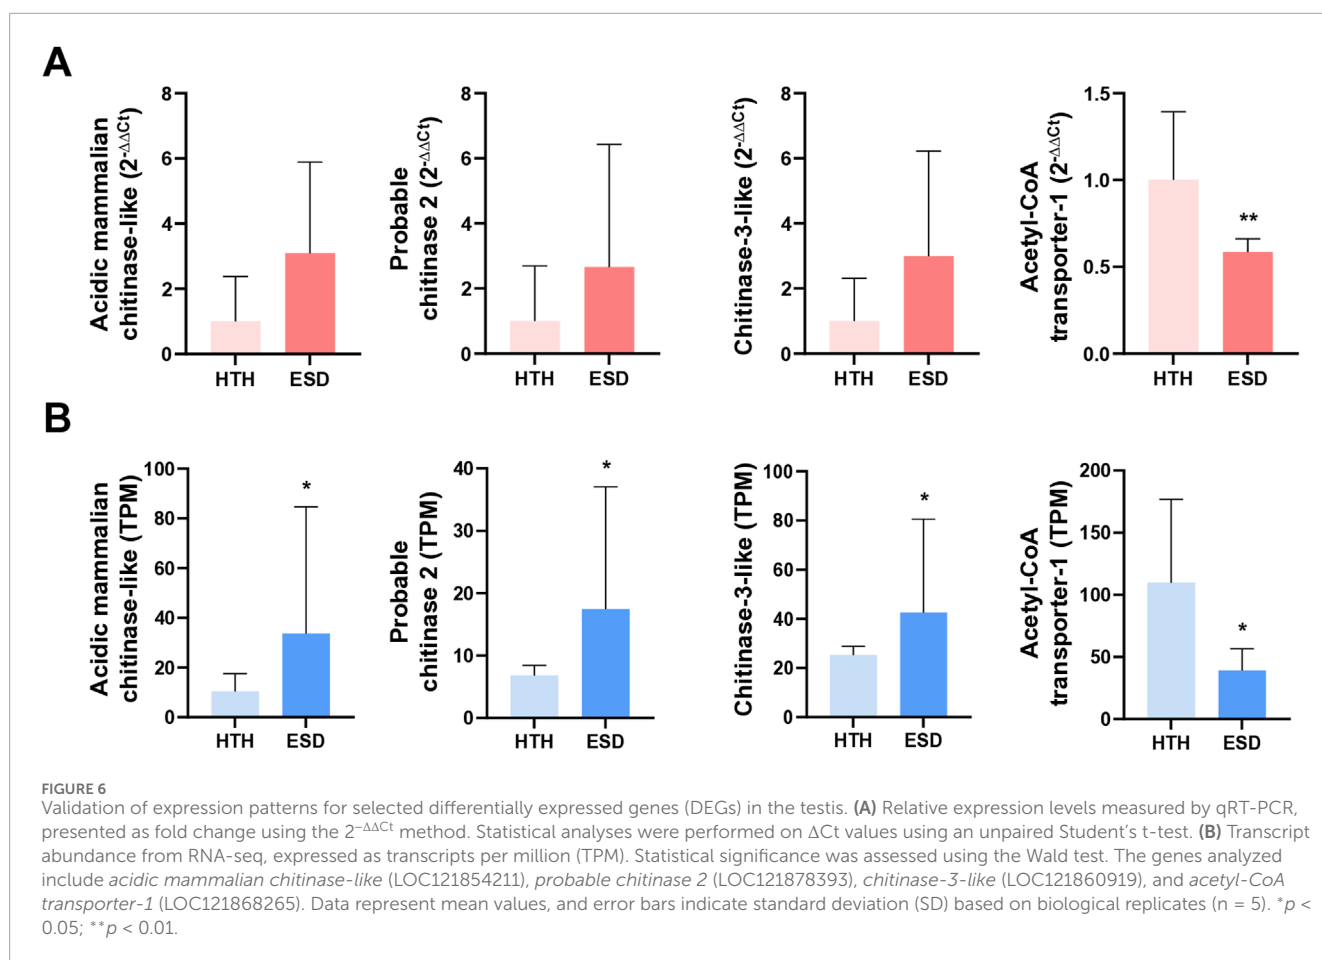 A
Acidic mammalian
chitinase-like (2-ΔΔCt)
8
6
4
2
0
HTH ESD
Probable
chitinase 2 (2-ΔΔCt)
8
6
4
2
0
HTH ESD
Chitinase-3-like (2-ΔΔCt)
8
6
4
2
0
HTH ESD
Acetyl-CoA
transporter-1 (2-ΔΔCt)
1.5
1.0
0.5
0.0
**
HTH ESD
B
Acidic mammalian
chitinase-like (TPM)
100
80
60
40
20
0
*
HTH ESD
Probable
chitinase 2 (TPM)
40
30
20
10
0
*
HTH ESD
Chitinase-3-like (TPM)
100
80
60
40
20
0
*
HTH ESD
Acetyl-CoA
transporter-1 (TPM)
200
150
100
50
0
*
HTH ESD
FIGURE 6
Validation of expression patterns for selected differentially expressed genes (DEGs) in the testis. (A) Relative expression levels measured by qRT-PCR,
presented as fold change using the 2−ΔΔCt method. Statistical analyses were performed on ΔCt values using an unpaired Student's t-test. (B) Transcript
abundance from RNA-seq, expressed as transcripts per million (TPM). Statistical significance was assessed using the Wald test. The genes analyzed
include acidic mammalian chitinase-like (LOC121854211), probable chitinase 2 (LOC121878393), chitinase-3-like (LOC121860919), and acetyl-CoA
transporter-1 (LOC121868265). Data represent mean values, and error bars indicate standard deviation (SD) based on biological replicates (n = 5). *p <
0.05; **p < 0.01.